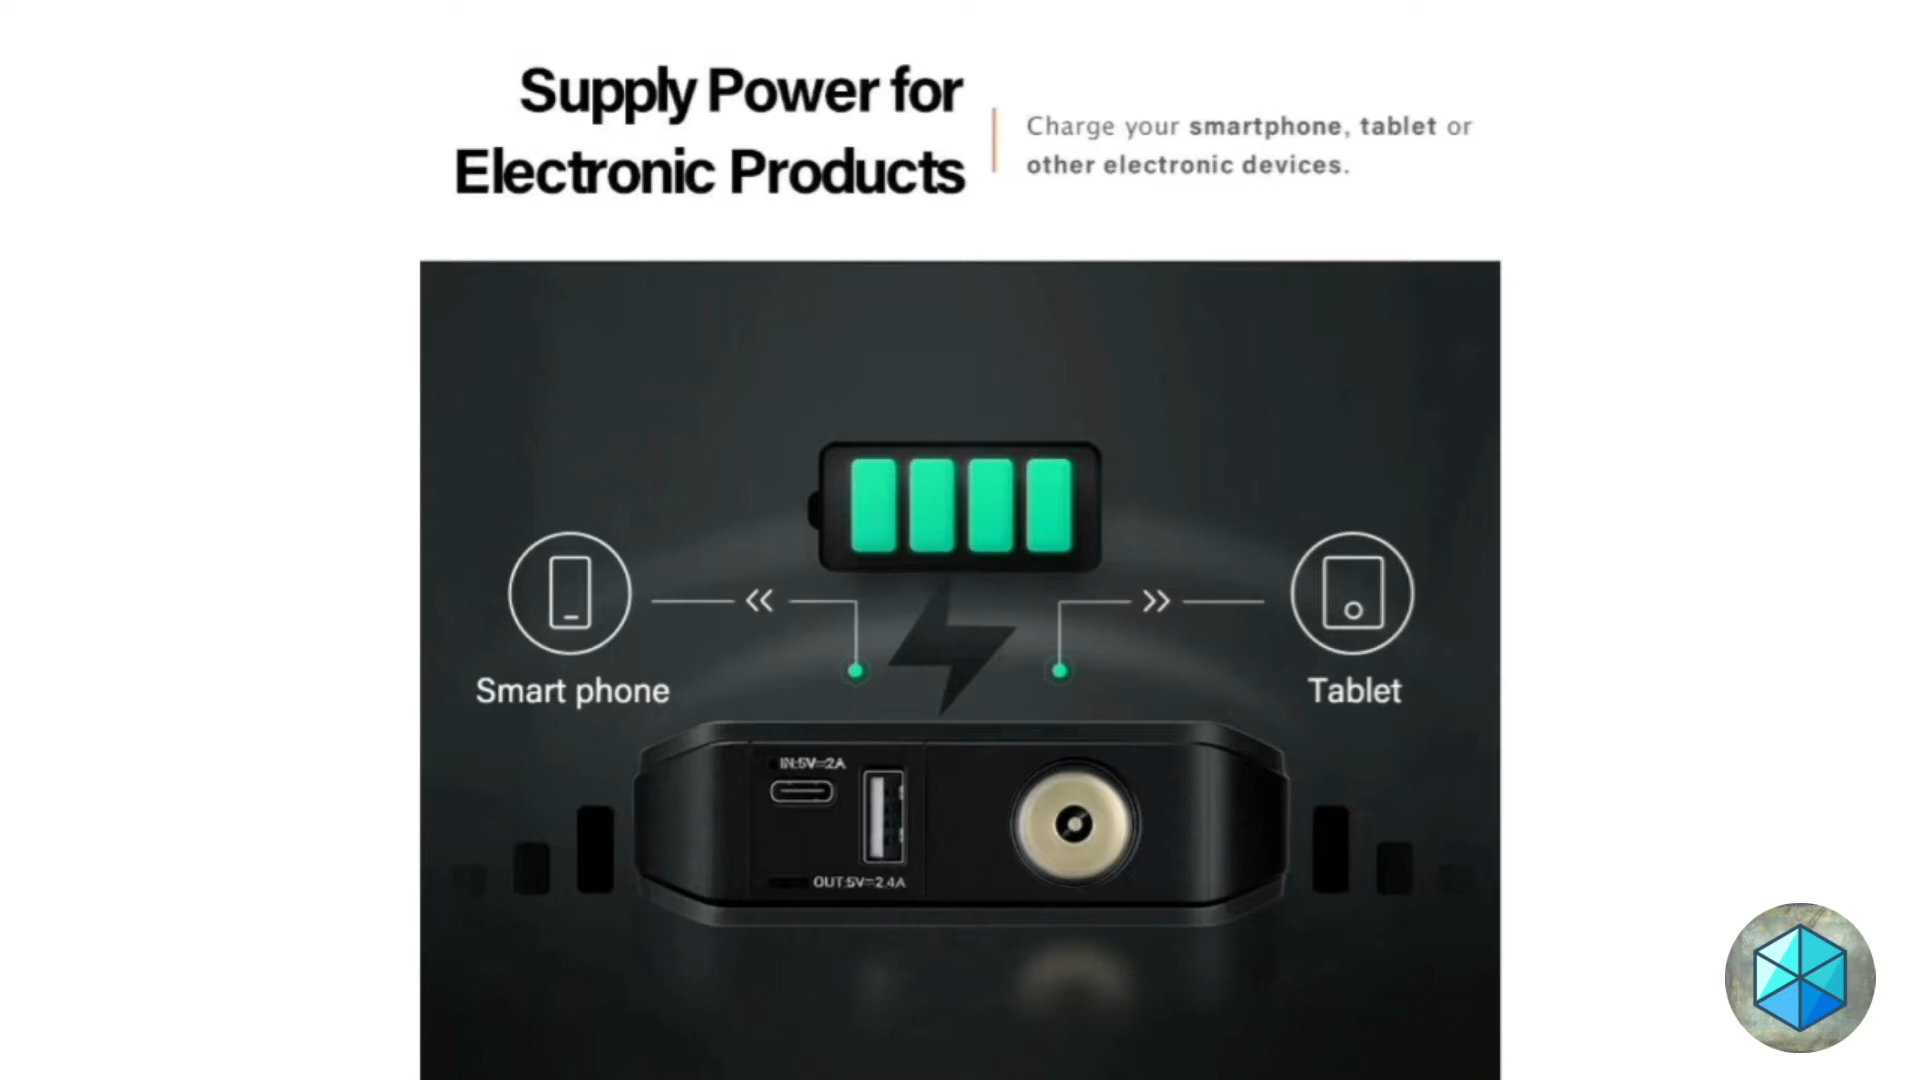 Supply Power for
Electronic Products
Charge your smartphone, tablet or
other electronic devices.
Smart phone
Tablet
IN:5V⎓2A
OUT:5V⎓2.4A